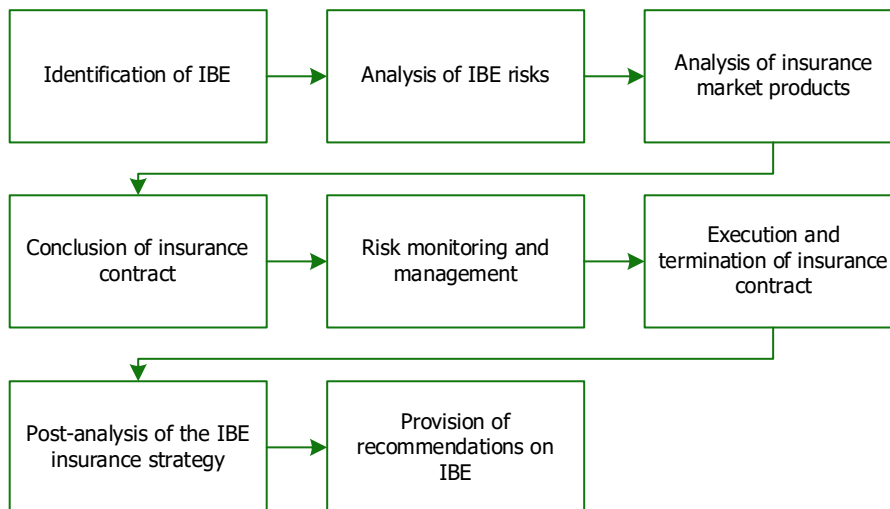 Identification of IBE
Analysis of IBE risks
Analysis of insurance
market products
Conclusion of insurance
contract
Risk monitoring and
management
Execution and
termination of insurance
contract
Post-analysis of the IBE
insurance strategy
Provision of
recommendations on
IBE